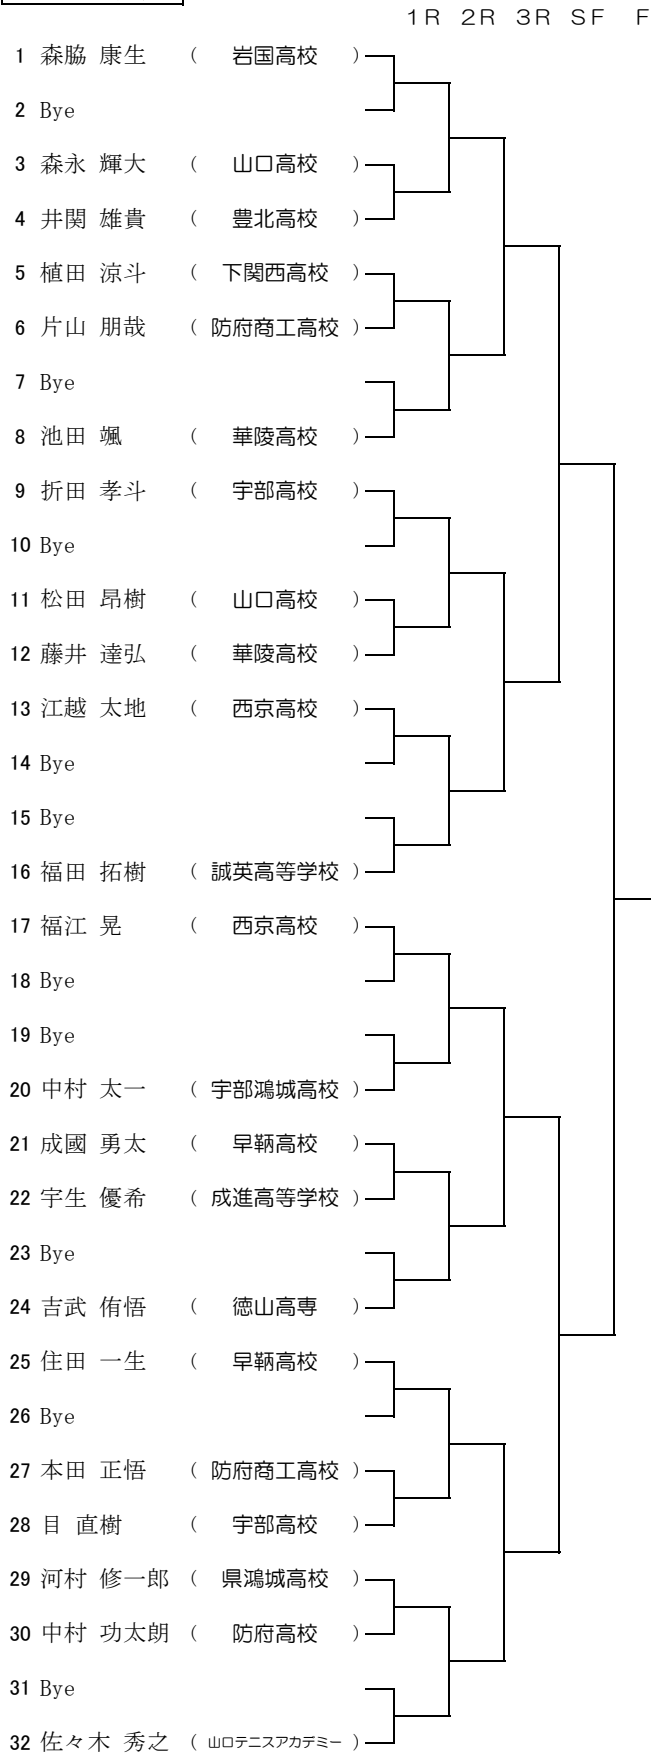 1R 2R 3R SF F
1 森脇 康生 ( 岩国高校 )
2 Bye
3 森永 輝大 ( 山口高校 )
4 井関 雄貴 ( 豊北高校 )
5 植田 涼斗 ( 下関西高校 )
6 片山 朋哉 ( 防府商工高校 )
7 Bye
8 池田 颯 ( 華陵高校 )
9 折田 孝斗 ( 宇部高校 )
10 Bye
11 松田 昂樹 ( 山口高校 )
12 藤井 達弘 ( 華陵高校 )
13 江越 太地 ( 西京高校 )
14 Bye
15 Bye
16 福田 拓樹 ( 誠英高等学校 )
17 福江 晃 ( 西京高校 )
18 Bye
19 Bye
20 中村 太一 ( 宇部鴻城高校 )
21 成國 勇太 ( 早鞆高校 )
22 宇生 優希 ( 成進高等学校 )
23 Bye
24 吉武 侑悟 ( 徳山高専 )
25 住田 一生 ( 早鞆高校 )
26 Bye
27 本田 正悟 ( 防府商工高校 )
28 目 直樹 ( 宇部高校 )
29 河村 修一郎 ( 県鴻城高校 )
30 中村 功太朗 ( 防府高校 )
31 Bye
32 佐々木 秀之 ( 山口テニスアカデミー )